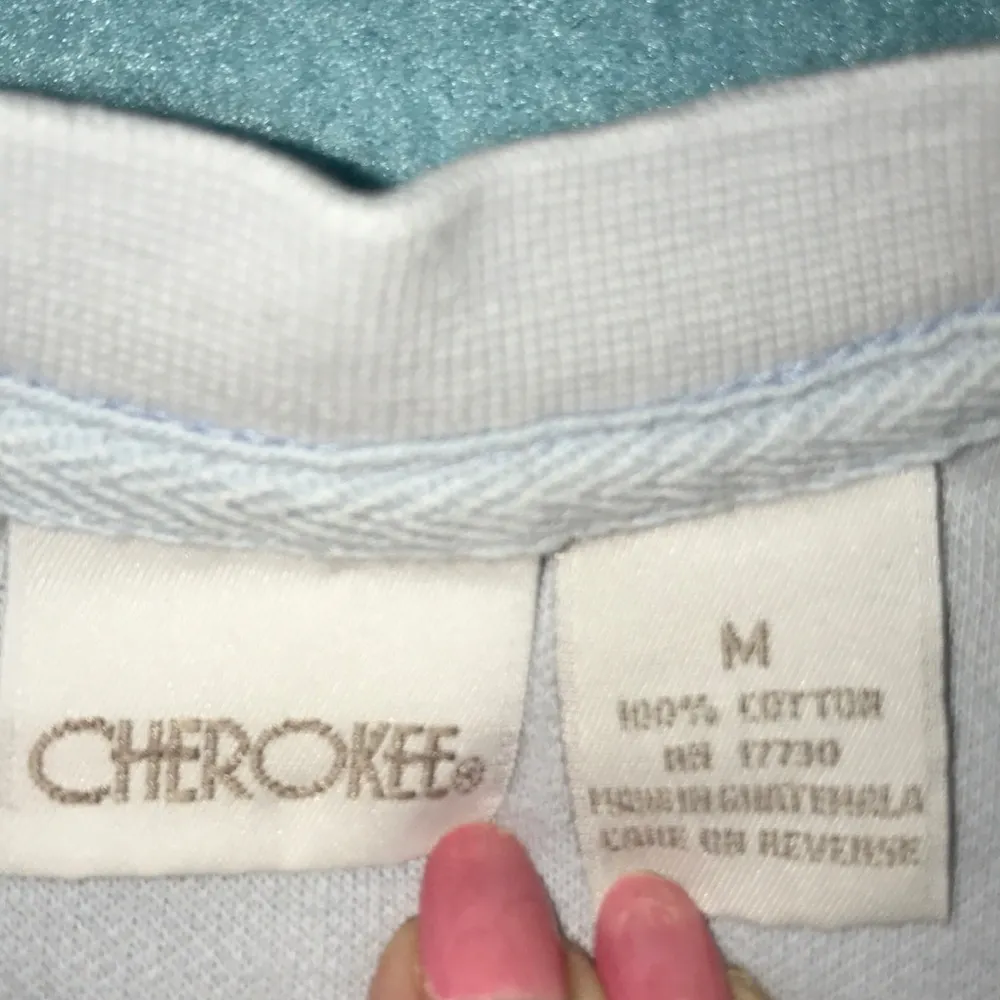 CHEROKEE®
M
100% COTTON
RN 17730
MADE IN GUATEMALA
CARE ON REVERSE